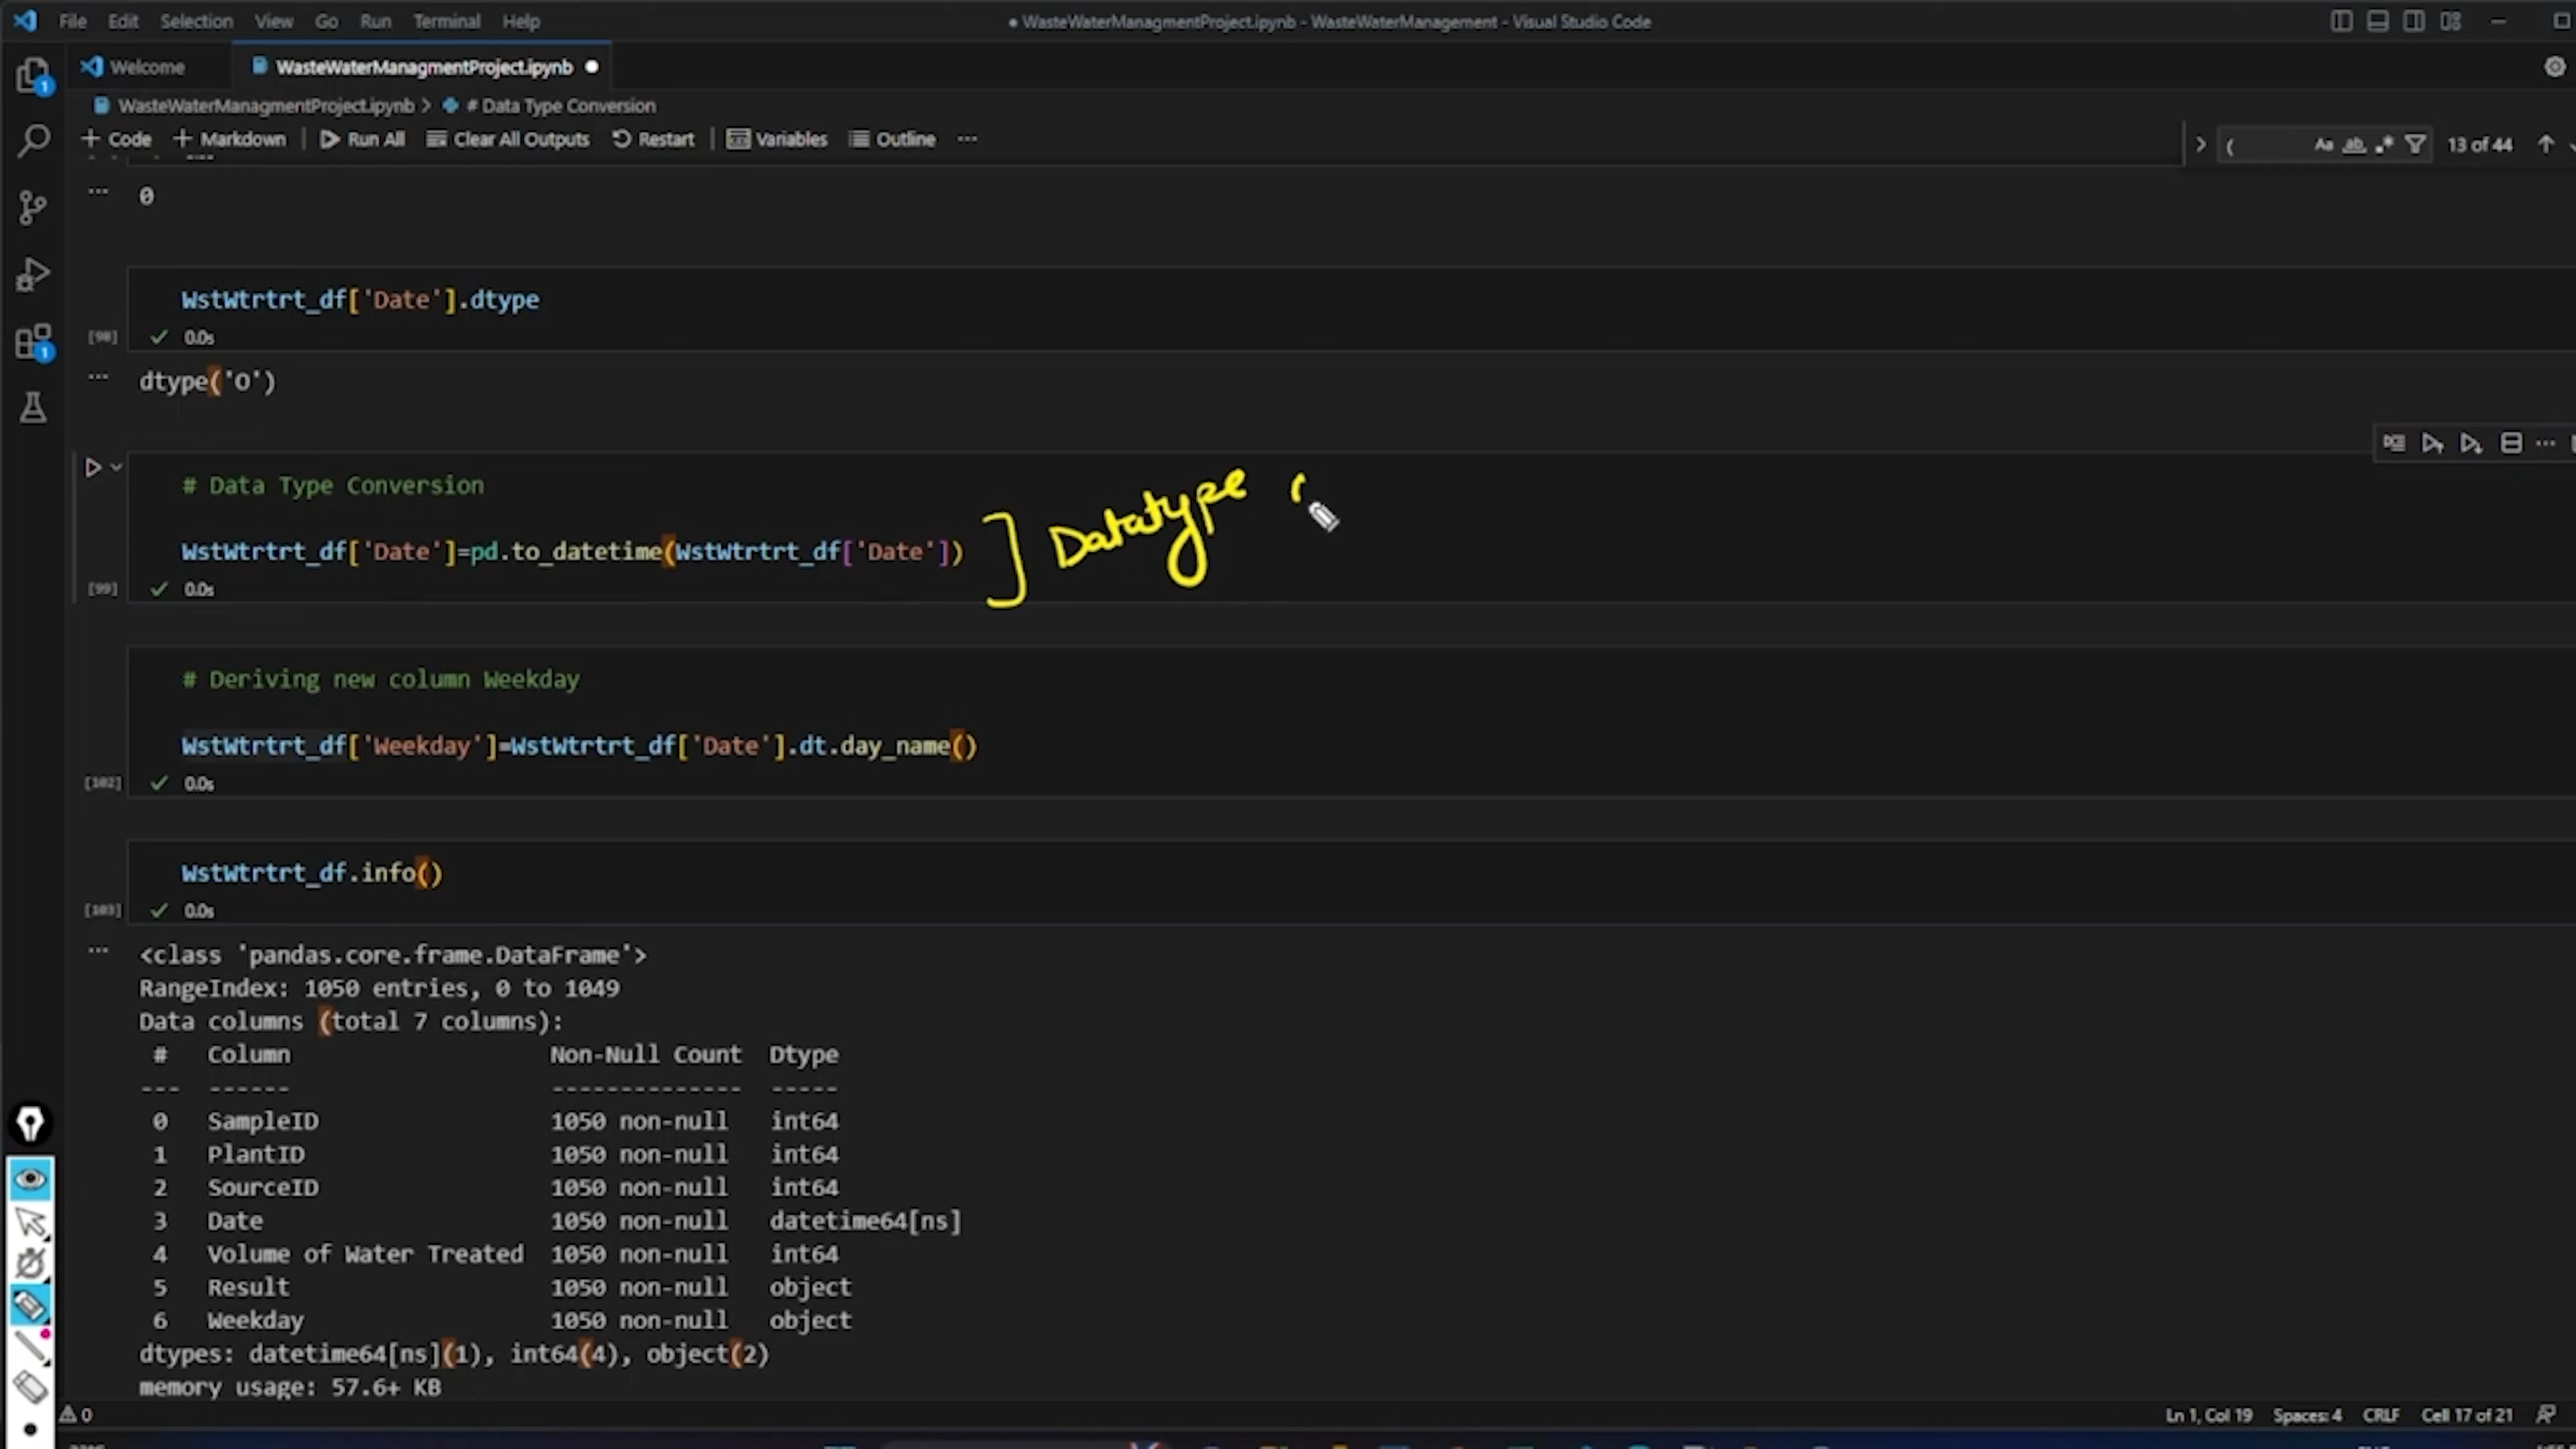 File Edit Selection View Go Run Terminal Help
● WasteWaterManagmentProject.ipynb - WasteWaterManagement - Visual Studio Code
Welcome
WasteWaterManagmentProject.ipynb ●
WasteWaterManagmentProject.ipynb > # Data Type Conversion
+ Code + Markdown | Run All Clear All Outputs Restart | Variables Outline ...
( Aa ab 13 of 44
0
WstWtrtrt_df['Date'].dtype
[98] 0.0s
dtype('O')
# Data Type Conversion
WstWtrtrt_df['Date']=pd.to_datetime(WstWtrtrt_df['Date'])
Datatype
[99] 0.0s
# Deriving new column Weekday
WstWtrtrt_df['Weekday']=WstWtrtrt_df['Date'].dt.day_name()
[102] 0.0s
WstWtrtrt_df.info()
[103] 0.0s
<class 'pandas.core.frame.DataFrame'>
RangeIndex: 1050 entries, 0 to 1049
Data columns (total 7 columns):
# Column Non-Null Count Dtype
--- ------ -------------- -----
0 SampleID 1050 non-null int64
1 PlantID 1050 non-null int64
2 SourceID 1050 non-null int64
3 Date 1050 non-null datetime64[ns]
4 Volume of Water Treated 1050 non-null int64
5 Result 1050 non-null object
6 Weekday 1050 non-null object
dtypes: datetime64[ns](1), int64(4), object(2)
memory usage: 57.6+ KB
0
Ln 1, Col 19 Spaces: 4 CRLF Cell 17 of 21